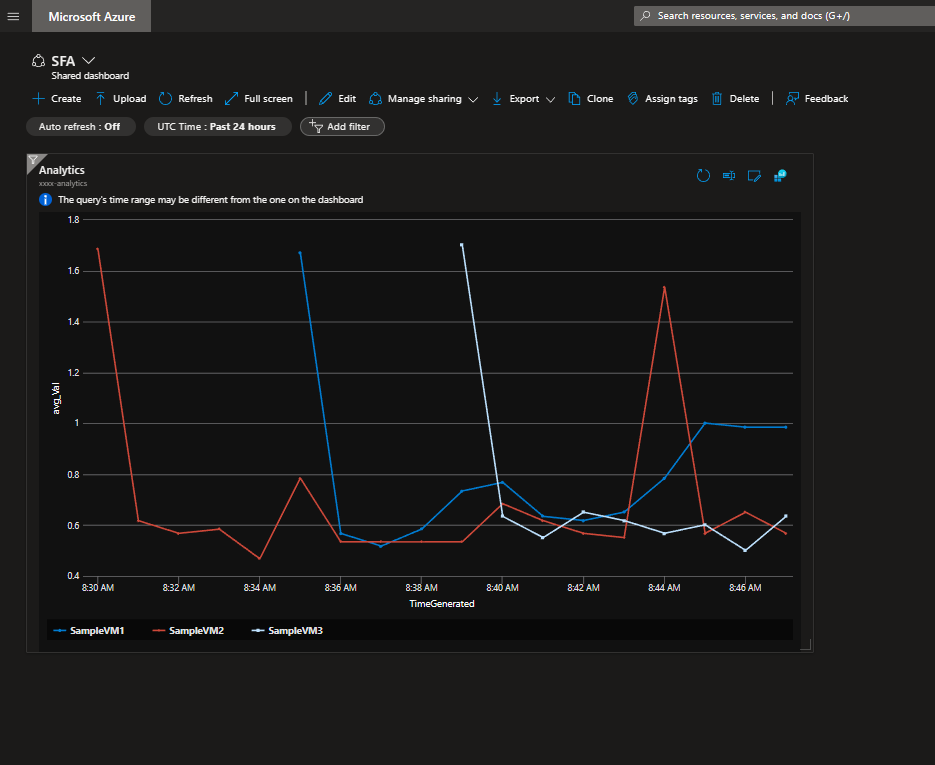 Microsoft Azure
Search resources, services, and docs (G+/)
SFA
Shared dashboard
Create Upload Refresh Full screen Edit Manage sharing Export Clone Assign tags Delete Feedback
Auto refresh : Off UTC Time : Past 24 hours Add filter
Analytics
xxxx-analytics
The query's time range may be different from the one on the dashboard
1.8
1.6
1.4
1.2
1
0.8
0.6
0.4
avg_Val
8:30 AM 8:32 AM 8:34 AM 8:36 AM 8:38 AM 8:40 AM 8:42 AM 8:44 AM 8:46 AM
TimeGenerated
SampleVM1 SampleVM2 SampleVM3